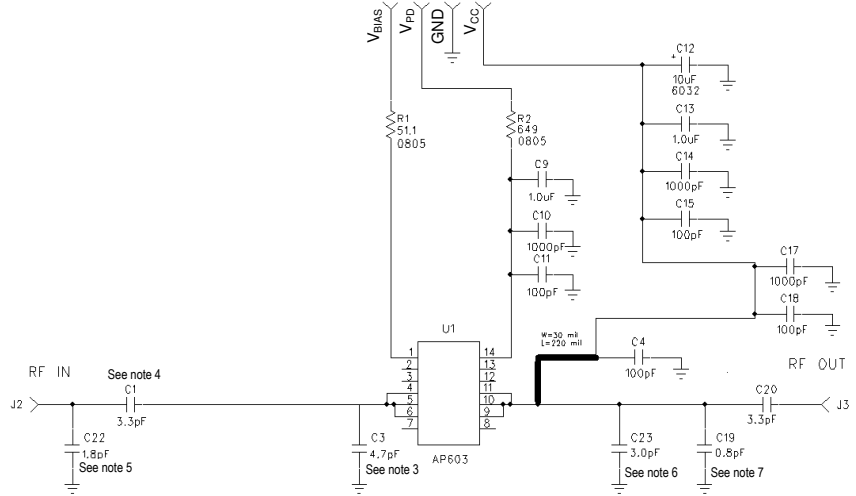 VBIAS
VPD
GND
VCC
C12
+
10uF
6032
C13
1.0uF
C14
1000pF
C15
100pF
R1
51.1
0805
R2
649
0805
C9
1.0uF
C10
1000pF
C11
100pF
C17
1000pF
C18
100pF
U1
W=30 mil
L=220 mil
C4
100pF
1
2
3
4
5
6
7
14
13
12
11
10
9
8
AP603
RF IN
See note 4
J2
C1
3.3pF
C22
1.8pF
See note 5
C3
4.7pF
See note 3
RF OUT
C20
3.3pF
J3
C23
3.0pF
See note 6
C19
0.8pF
See note 7